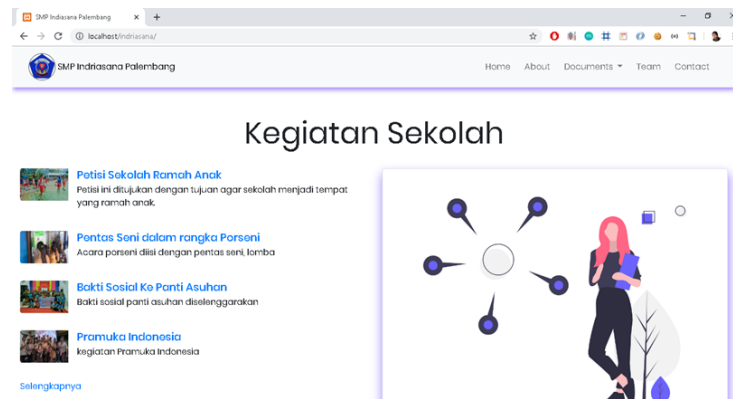 SMP Indriasana Palembang
localhost/indriasana/
SMP Indriasana Palembang
Home About Documents Team Contact
Kegiatan Sekolah
Petisi Sekolah Ramah Anak
Petisi ini ditujukan dengan tujuan agar sekolah menjadi tempat
yang ramah anak.
Pentas Seni dalam rangka Porseni
Acara porseni diisi dengan pentas seni, lomba
Bakti Sosial Ke Panti Asuhan
Bakti sosial panti asuhan diselenggarakan
Pramuka Indonesia
kegiatan Pramuka Indonesia
Selengkapnya